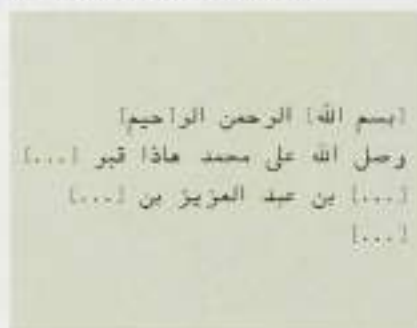 [بسم الله] الرحمن الر[حيم]
وصل الله على محمد هاذا قبر [...]
[...] بن عبد العزيز بن [...]
[...]